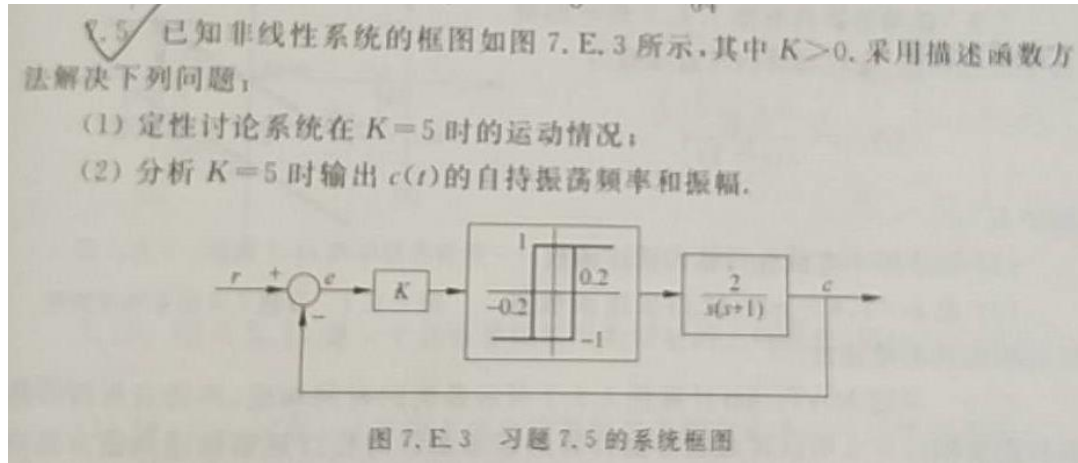 7.5 已知非线性系统的框图如图 7.E.3 所示,其中 K>0.采用描述函数方
法解决下列问题:
(1) 定性讨论系统在 K=5 时的运动情况;
(2) 分析 K=5 时输出 c(t)的自持振荡频率和振幅.
r + e K 1 0.2 -0.2 -1 2 s(s+1) c
-
图 7.E.3 习题 7.5 的系统框图